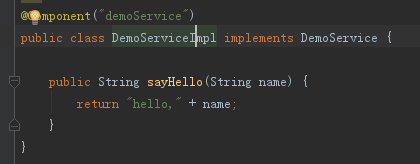 @Component("demoService")
public class DemoServiceImpl implements DemoService {
public String sayHello(String name) {
return "hello," + name;
}
}